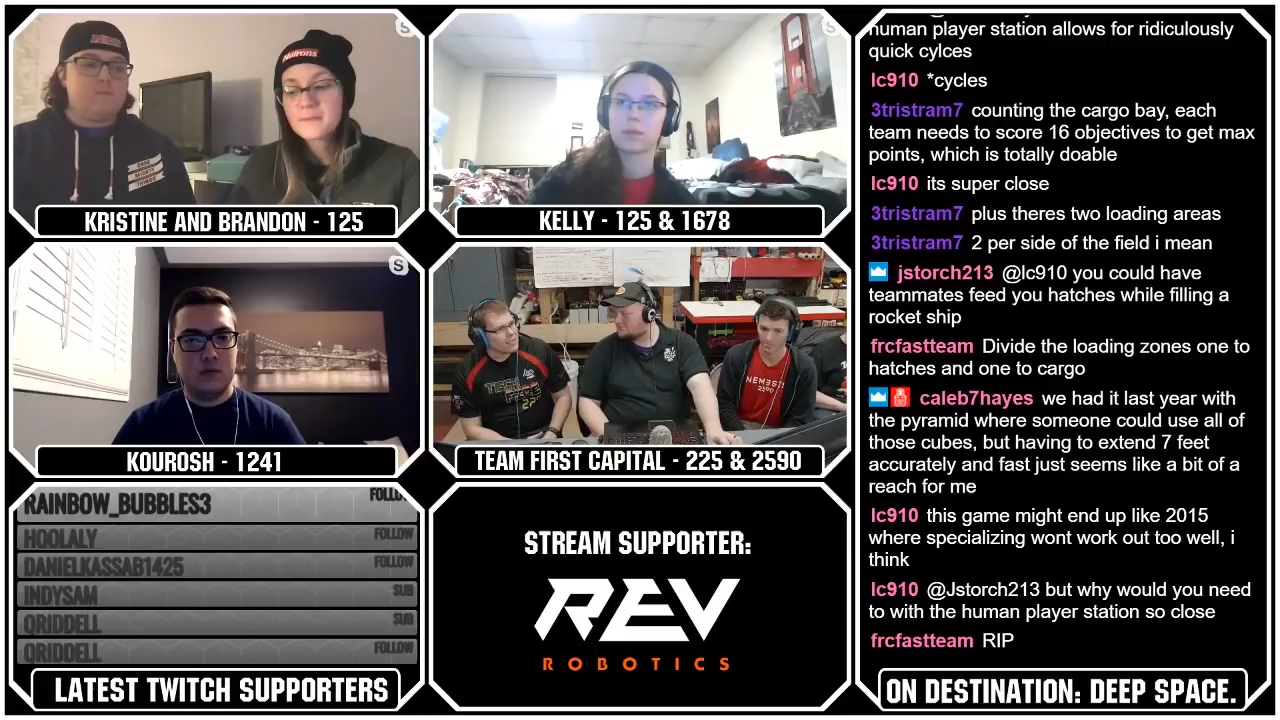 S
KRISTINE AND BRANDON - 125
S
KELLY - 125 & 1678
S
KOUROSH - 1241
NEMESIS
2590
TEAM FIRST CAPITAL - 225 & 2590
RAINBOW_BUBBLES3
HOOLALY FOLLOW
DANIELKASSAB1425 FOLLOW
INDYSAM SUB
QRIDDELL SUB
QRIDDELL FOLLOW
LATEST TWITCH SUPPORTERS
STREAM SUPPORTER:
REV
ROBOTICS
human player station allows for ridiculously
quick cylces
lc910 *cycles
3tristram7 counting the cargo bay, each
team needs to score 16 objectives to get max
points, which is totally doable
lc910 its super close
3tristram7 plus theres two loading areas
3tristram7 2 per side of the field i mean
jstorch213 @lc910 you could have
teammates feed you hatches while filling a
rocket ship
frcfastteam Divide the loading zones one to
hatches and one to cargo
caleb7hayes we had it last year with
the pyramid where someone could use all of
those cubes, but having to extend 7 feet
accurately and fast just seems like a bit of a
reach for me
lc910 this game might end up like 2015
where specializing wont work out too well, i
think
lc910 @Jstorch213 but why would you need
to with the human player station so close
frcfastteam RIP
ON DESTINATION: DEEP SPACE.